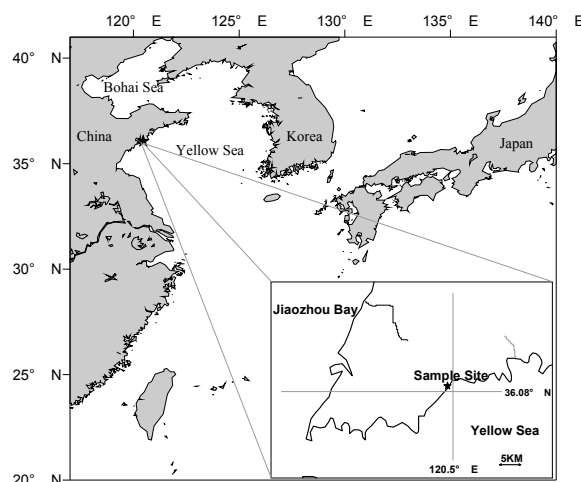 120° E 125° E 130° E 135° E 140° E
40° N
Bohai Sea
China
Yellow Sea
Korea
Japan
35° N
30° N
25° N
20° N
Jiaozhou Bay
Sample Site
36.08° N
Yellow Sea
120.5° E
5KM